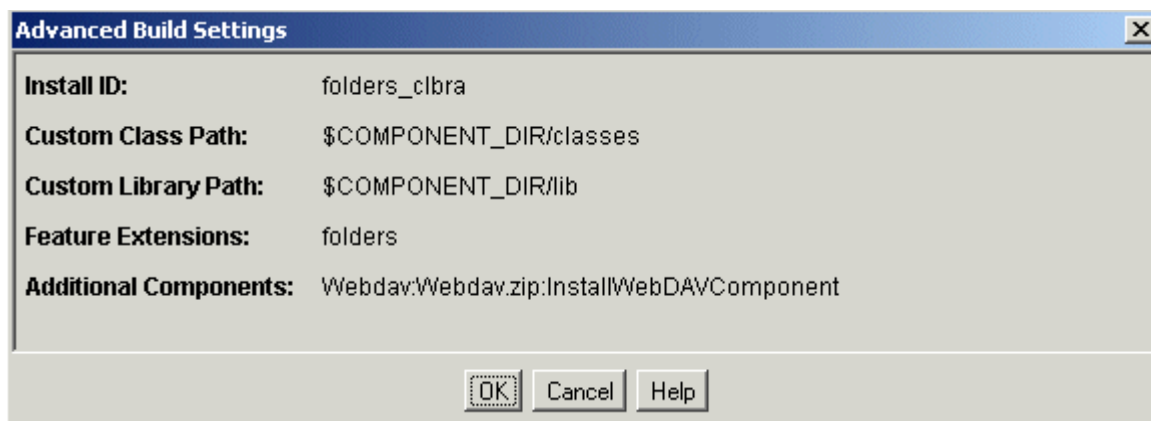 Advanced Build Settings
Install ID: folders_clbra
Custom Class Path: $COMPONENT_DIR/classes
Custom Library Path: $COMPONENT_DIR/lib
Feature Extensions: folders
Additional Components: Webdav:Webdav.zip:InstallWebDAVComponent
OK Cancel Help